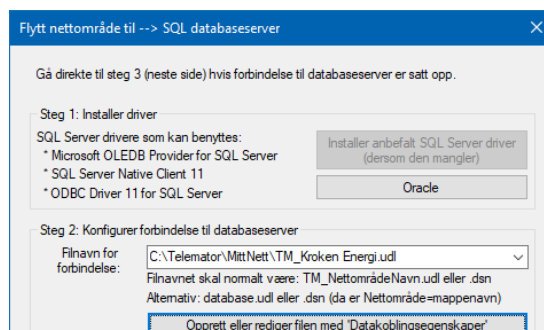 Flytt nettområde til --> SQL databaseserver
Gå direkte til steg 3 (neste side) hvis forbindelse til databaseserver er satt opp.
Steg 1: Installer driver
SQL Server drivere som kan benyttes:
* Microsoft OLEDB Provider for SQL Server
* SQL Server Native Client 11
* ODBC Driver 11 for SQL Server
Installer anbefalt SQL Server driver
(dersom den mangler)
Oracle
Steg 2: Konfigurer forbindelse til databaseserver
Filnavn for
forbindelse:
C:\Telemator\MittNett\TM_Kroken Energi.udl
Filnavnet skal normalt være: TM_NettområdeNavn.udl eller .dsn
Alternativ: database.udl eller .dsn (da er Nettområde=mappenavn)
Opprett eller rediger filen med 'Datakoblingsegenskaper'